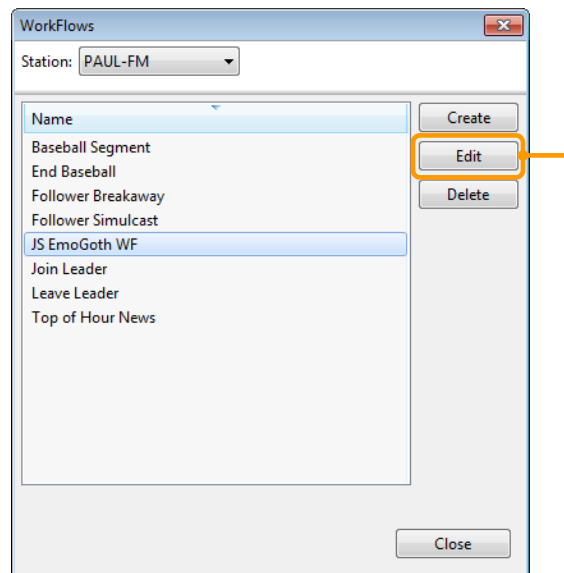 WorkFlows
Station: PAUL-FM
Name
Baseball Segment
End Baseball
Follower Breakaway
Follower Simulcast
JS EmoGoth WF
Join Leader
Leave Leader
Top of Hour News
Create
Edit
Delete
Close